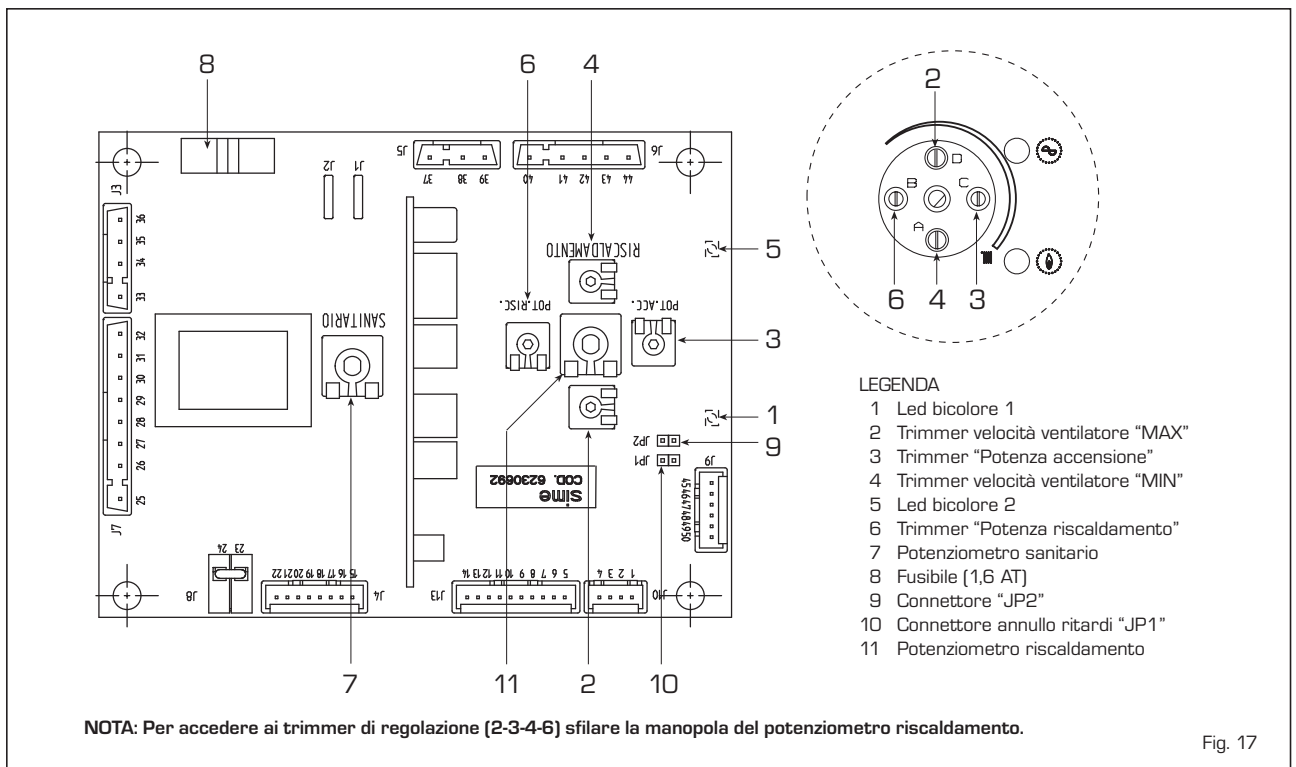 8
6
4
2
J3
J2
J1
J5
J6
37 38 39
40 41 42 43 44
D
B
C
A
36
35
34
33
RISCALDAMENTO
5
6
4
3
SANITARIO
POT.RISC.
POT.ACC.
32
31
30
29
28
27
26
25
3
LEGENDA
1 Led bicolore 1
2 Trimmer velocità ventilatore “MAX”
3 Trimmer “Potenza accensione”
4 Trimmer velocità ventilatore “MIN”
5 Led bicolore 2
6 Trimmer “Potenza riscaldamento”
7 Potenziometro sanitario
8 Fusibile (1,6 AT)
9 Connettore “JP2”
10 Connettore annullo ritardi “JP1”
11 Potenziometro riscaldamento
1
JP2
9
JP1
J9
sime
COD. 6230692
45 46 47 48 49 50
J7
24 23
J8
22 21 20 19 18 17 16 15
J4
J13
14 13 12 11 10 9 8 7 6 5
4 3 2 1
J10
7
11
2
10
NOTA: Per accedere ai trimmer di regolazione (2-3-4-6) sfilare la manopola del potenziometro riscaldamento.
Fig. 17